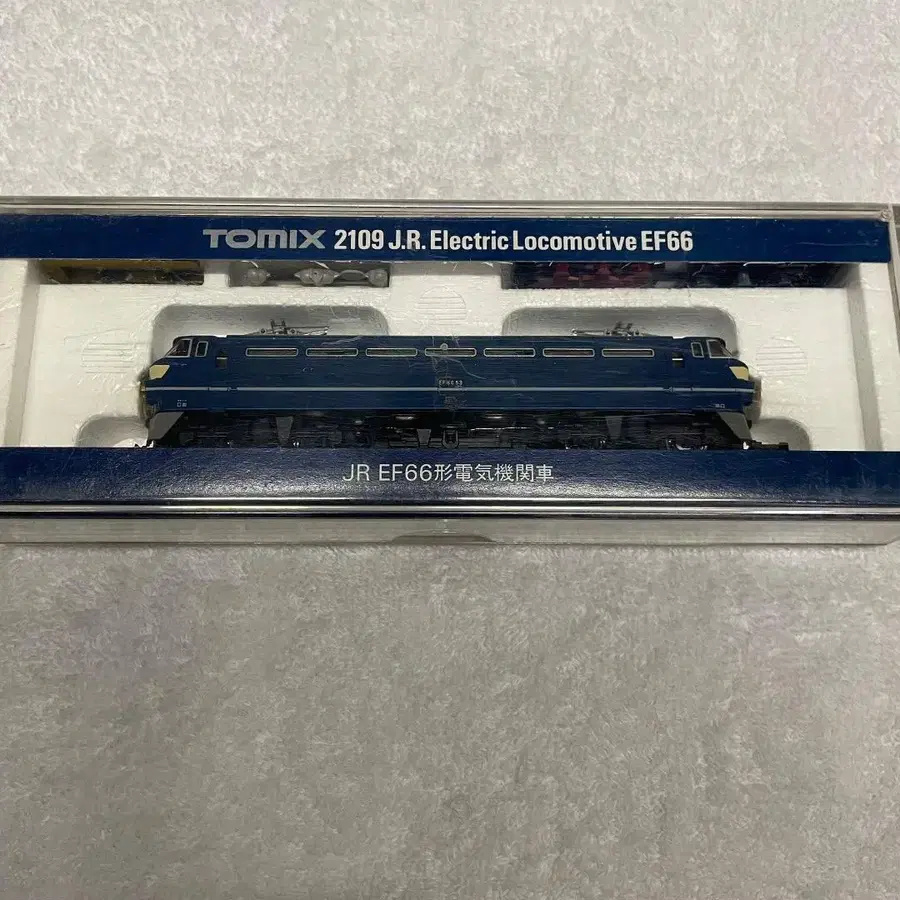 TOMIX 2109 J.R. Electric Locomotive EF66
JR EF66形電気機関車